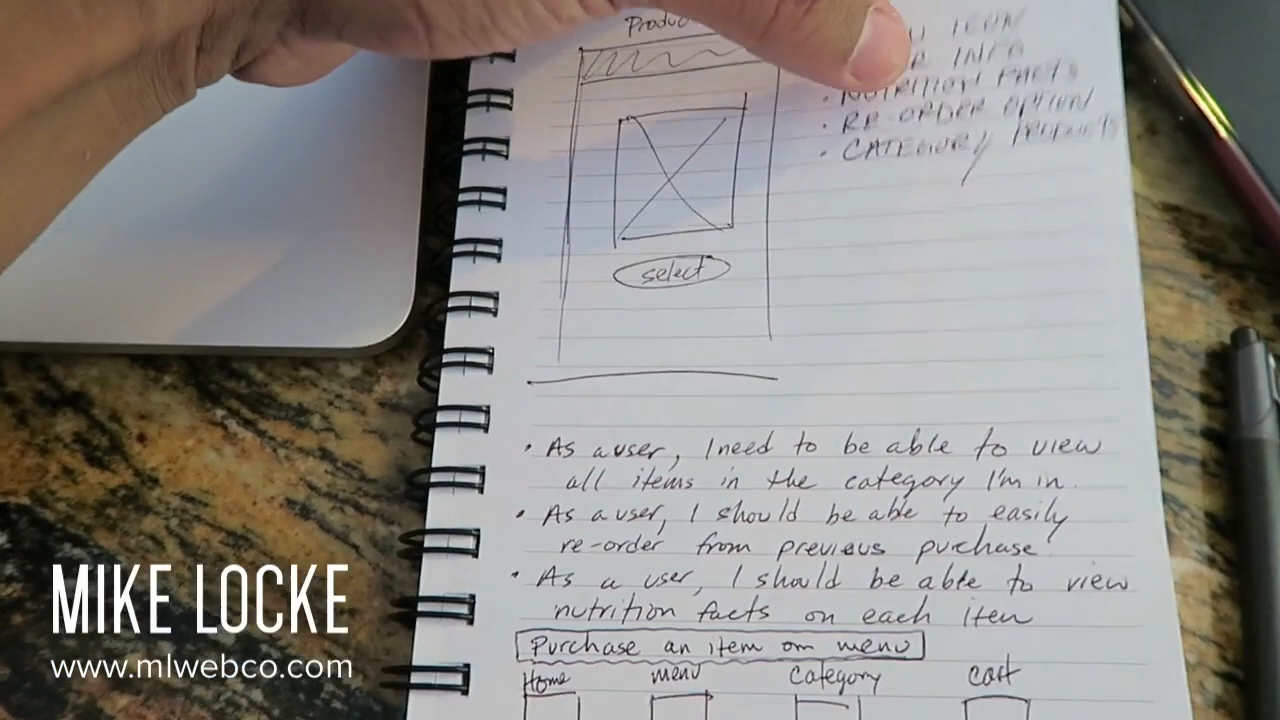 Produc
ICON
INFO
• NUTRITION FACTS
• RE-ORDER OPTION
• CATEGORY PRODUCTS
select
• As a user, I need to be able to view
all items in the category I'm in.
• As a user, I should be able to easily
re-order from previous purchase
• As a user, I should be able to view
nutrition facts on each item
Purchase an item on menu
Home menu Category cart
MIKE LOCKE
www.mlwebco.com